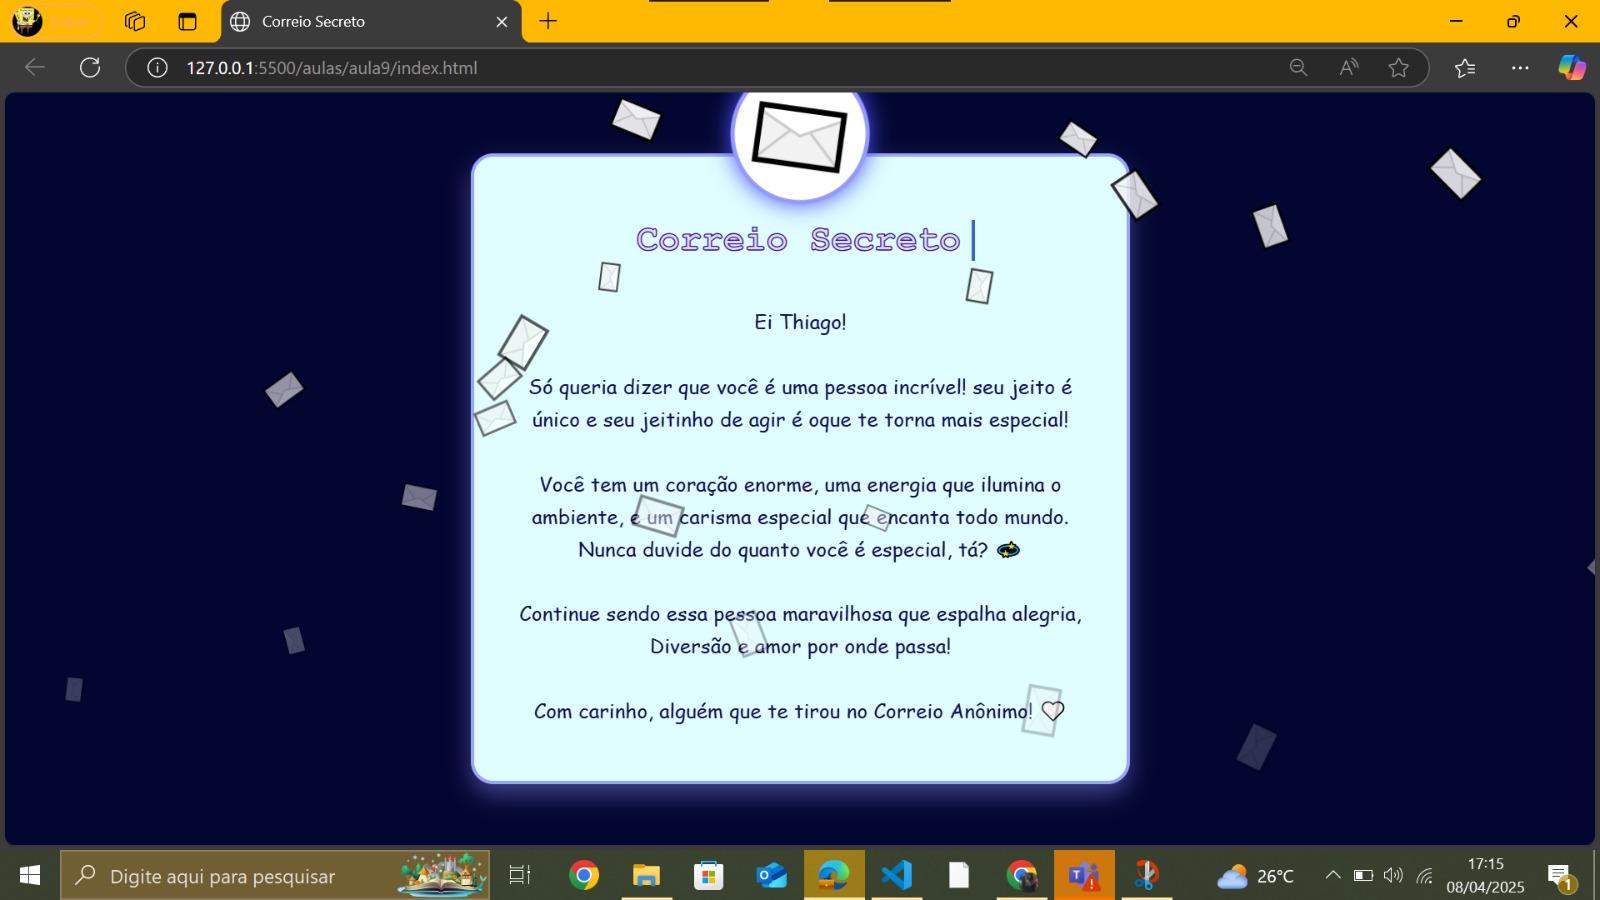 Correio Secreto
127.0.0.1:5500/aulas/aula9/index.html
Correio Secreto
Ei Thiago!
Só queria dizer que você é uma pessoa incrível! seu jeito é
único e seu jeitinho de agir é oque te torna mais especial!
Você tem um coração enorme, uma energia que ilumina o
ambiente, e um carisma especial que encanta todo mundo.
Nunca duvide do quanto você é especial, tá?
Continue sendo essa pessoa maravilhosa que espalha alegria,
Diversão e amor por onde passa!
Com carinho, alguém que te tirou no Correio Anônimo!
Digite aqui para pesquisar
26°C
17:15
08/04/2025
1